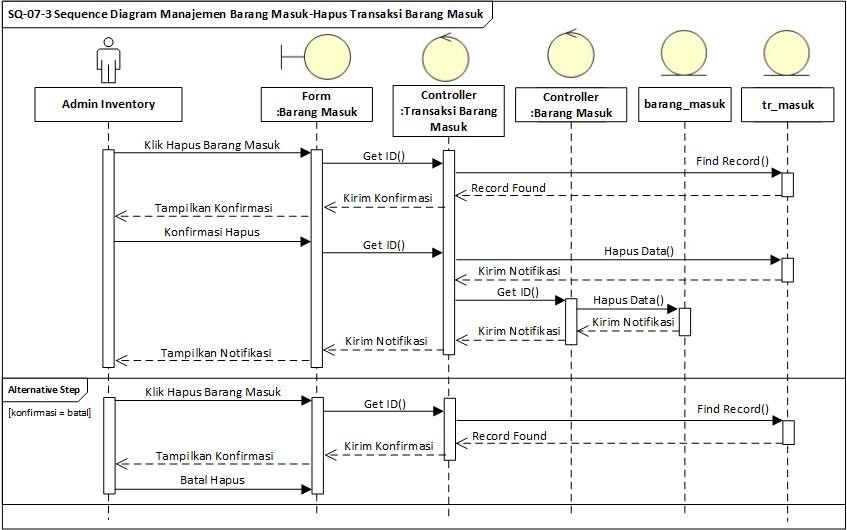 SQ-07-3 Sequence Diagram Manajemen Barang Masuk-Hapus Transaksi Barang Masuk
Admin Inventory
Form
:Barang Masuk
Controller
:Transaksi Barang
Masuk
Controller
:Barang Masuk
barang_masuk
tr_masuk
Klik Hapus Barang Masuk
Get ID()
Find Record()
Record Found
Kirim Konfirmasi
Tampilkan Konfirmasi
Konfirmasi Hapus
Get ID()
Hapus Data()
Kirim Notifikasi
Get ID()
Hapus Data()
Kirim Notifikasi
Kirim Notifikasi
Kirim Notifikasi
Tampilkan Notifikasi
Alternative Step
[konfirmasi = batal]
Klik Hapus Barang Masuk
Get ID()
Find Record()
Record Found
Kirim Konfirmasi
Tampilkan Konfirmasi
Batal Hapus